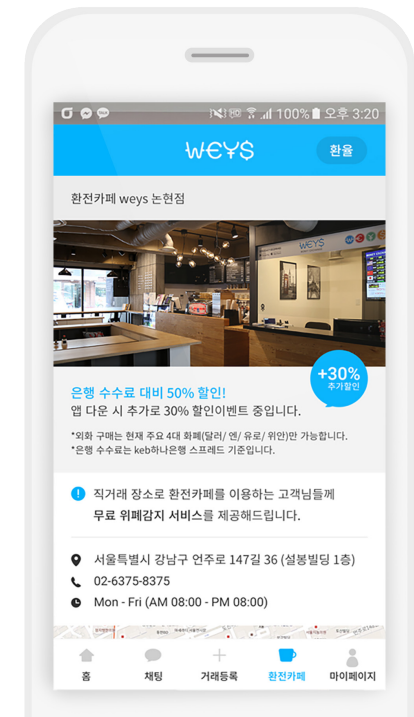 100% 오후 3:20
W€¥$
환율
환전카페 weys 논현점
W€¥$
+30%
추가할인
은행 수수료 대비 50% 할인!
앱 다운 시 추가로 30% 할인이벤트 중입니다.
*외화 구매는 현재 주요 4대 화폐(달러/ 엔/ 유로/ 위안)만 가능합니다.
*은행 수수료는 keb하나은행 스프레드 기준입니다.
직거래 장소로 환전카페를 이용하는 고객님들께
무료 위폐감지 서비스를 제공해드립니다.
서울특별시 강남구 언주로 147길 36 (설봉빌딩 1층)
02-6375-8375
Mon - Fri (AM 08:00 - PM 08:00)
홈
채팅
거래등록
환전카페
마이페이지